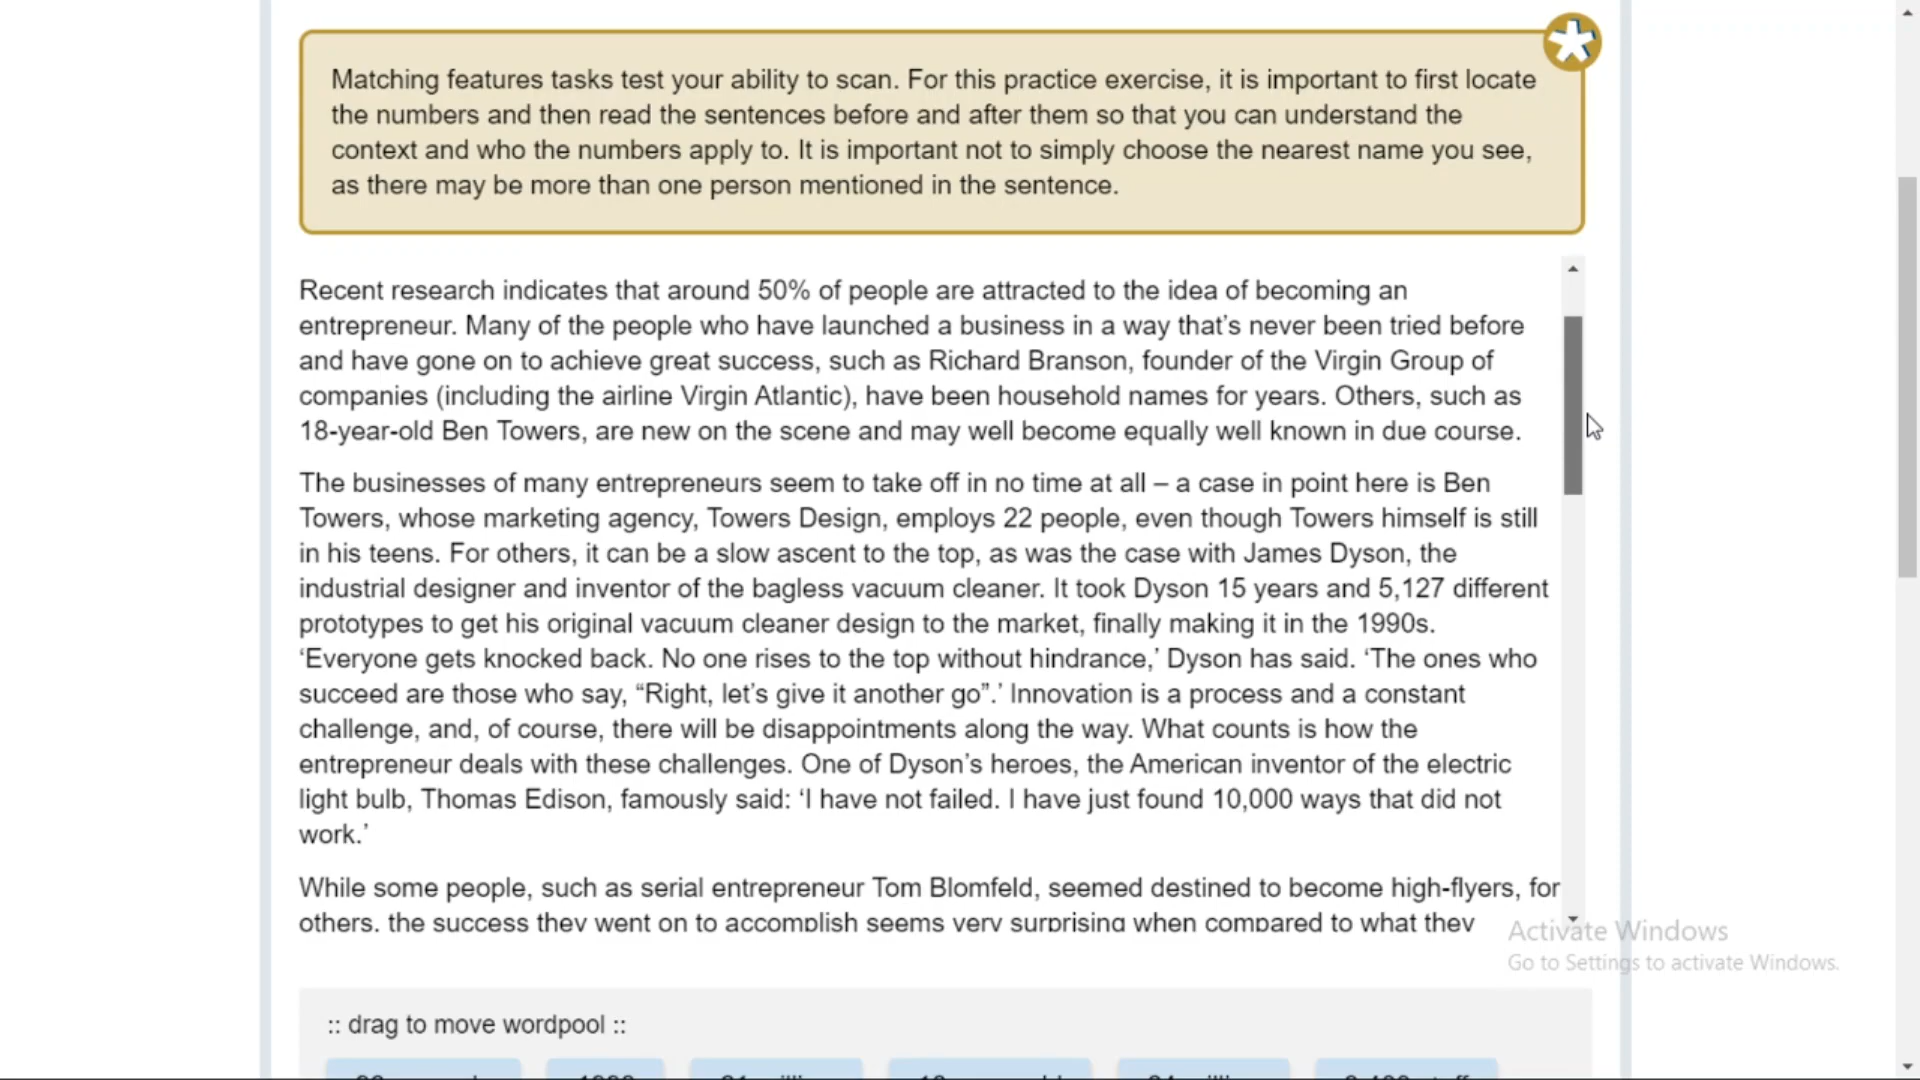 Matching features tasks test your ability to scan. For this practice exercise, it is important to first locate
the numbers and then read the sentences before and after them so that you can understand the
context and who the numbers apply to. It is important not to simply choose the nearest name you see,
as there may be more than one person mentioned in the sentence.
Recent research indicates that around 50% of people are attracted to the idea of becoming an
entrepreneur. Many of the people who have launched a business in a way that’s never been tried before
and have gone on to achieve great success, such as Richard Branson, founder of the Virgin Group of
companies (including the airline Virgin Atlantic), have been household names for years. Others, such as
18-year-old Ben Towers, are new on the scene and may well become equally well known in due course.
The businesses of many entrepreneurs seem to take off in no time at all – a case in point here is Ben
Towers, whose marketing agency, Towers Design, employs 22 people, even though Towers himself is still
in his teens. For others, it can be a slow ascent to the top, as was the case with James Dyson, the
industrial designer and inventor of the bagless vacuum cleaner. It took Dyson 15 years and 5,127 different
prototypes to get his original vacuum cleaner design to the market, finally making it in the 1990s.
‘Everyone gets knocked back. No one rises to the top without hindrance,’ Dyson has said. ‘The ones who
succeed are those who say, “Right, let’s give it another go”.’ Innovation is a process and a constant
challenge, and, of course, there will be disappointments along the way. What counts is how the
entrepreneur deals with these challenges. One of Dyson’s heroes, the American inventor of the electric
light bulb, Thomas Edison, famously said: ‘I have not failed. I have just found 10,000 ways that did not
work.’
While some people, such as serial entrepreneur Tom Blomfeld, seemed destined to become high-flyers, for
others, the success they went on to accomplish seems very surprising when compared to what they
Activate Windows
Go to Settings to activate Windows.
:: drag to move wordpool ::